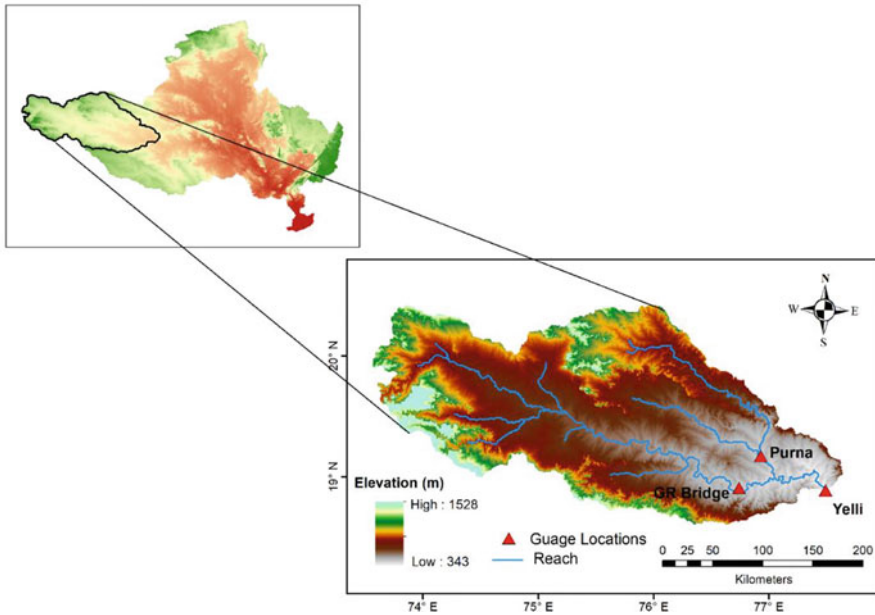 N
W E
S
20° N
19° N
Purna
GR Bridge
Yelli
Elevation (m)
High : 1528
Low : 343
Guage Locations
Reach
0 25 50 100 150 200
Kilometers
74° E 75° E 76° E 77° E